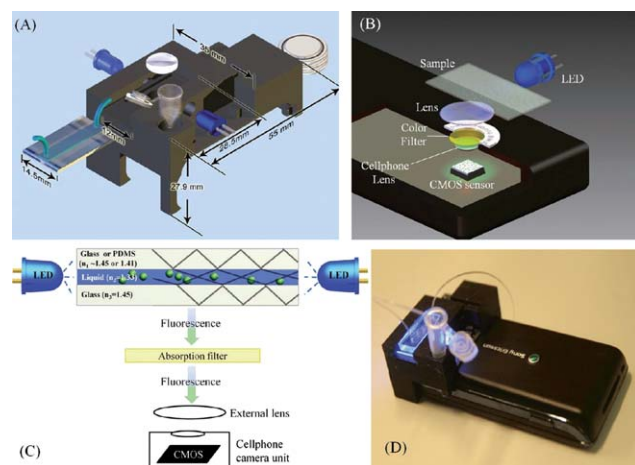 (A)
35 mm
12mm
14.5mm
28.5mm
55 mm
27.9 mm
(B)
Sample
LED
Lens
Color
Filter
Cellphone
Lens
CMOS sensor
Glass or PDMS
(n₁ ~1.45 or 1.41)
LED
Liquid (n₂=1.33)
LED
Glass (n₃=1.45)
Fluorescence
Absorption filter
Fluorescence
External lens
(C)
CMOS
Cellphone
camera unit
Sony Ericsson
(D)